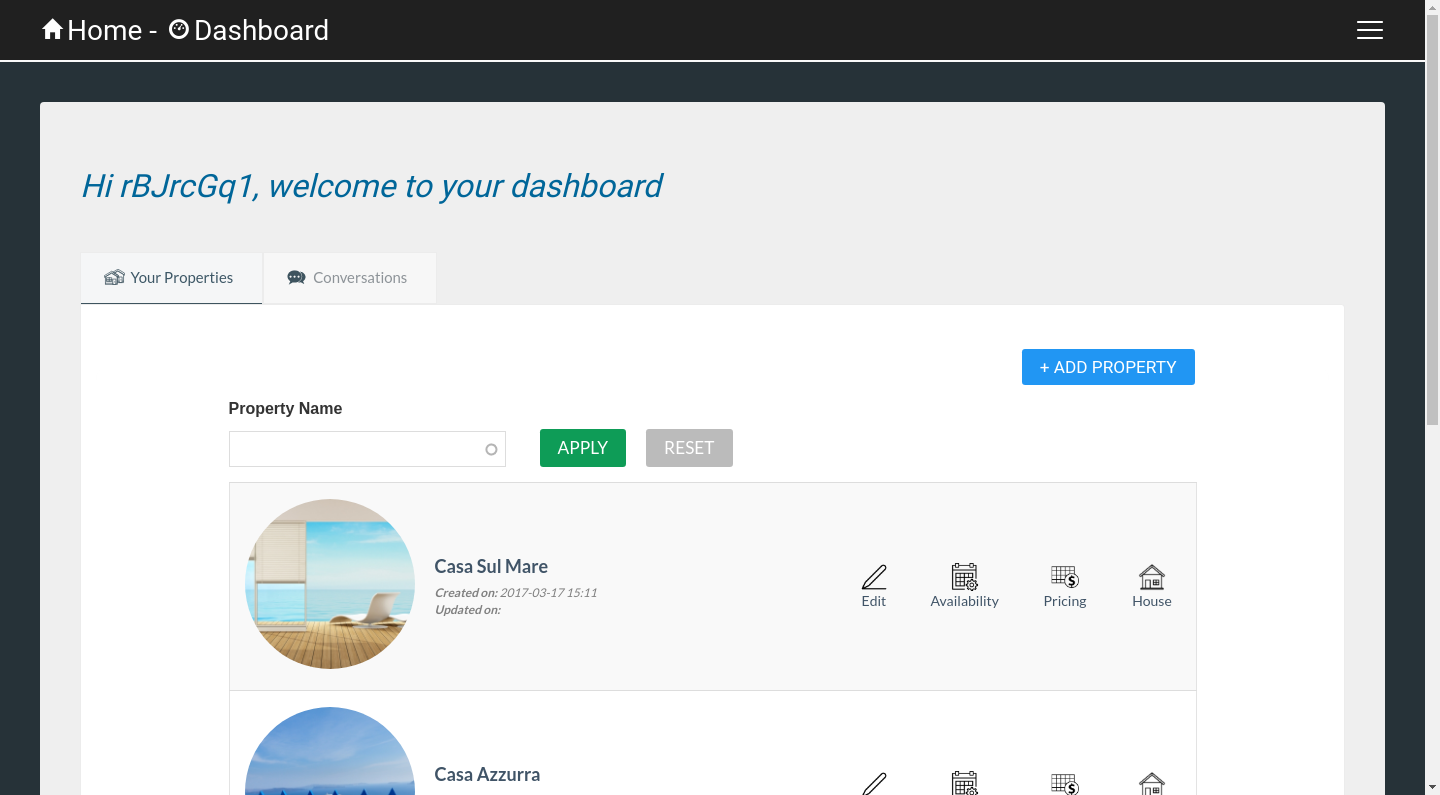 Home - Dashboard
Hi rBJrcGq1, welcome to your dashboard
Your Properties
Conversations
+ ADD PROPERTY
Property Name
APPLY
RESET
Casa Sul Mare
Created on: 2017-03-17 15:11
Updated on:
Edit
Availability
Pricing
House
Casa Azzurra